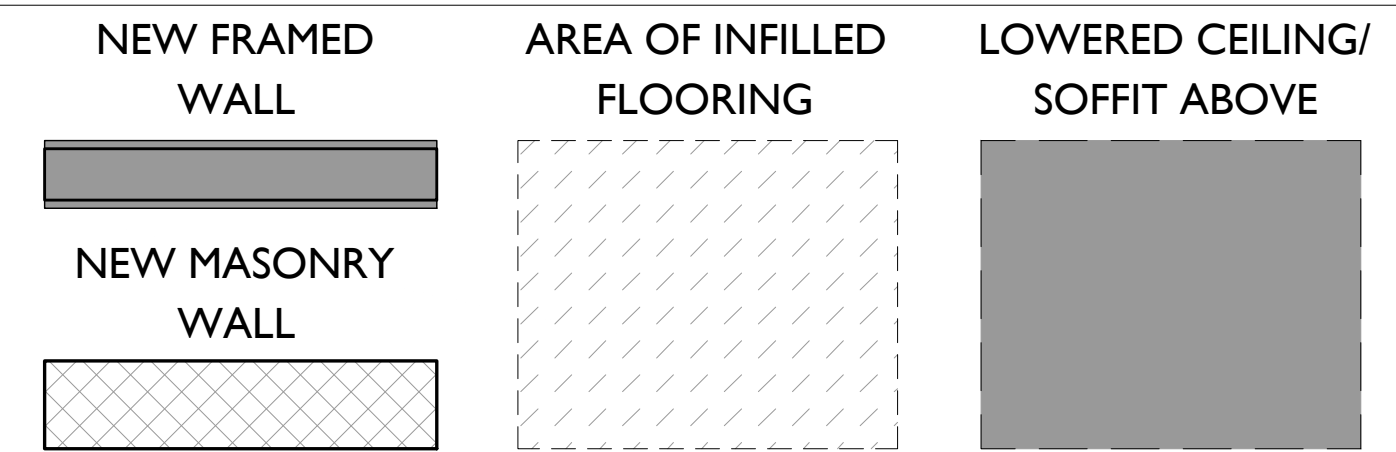 NEW FRAMED
WALL
NEW MASONRY
WALL
AREA OF INFILLED
FLOORING
LOWERED CEILING/
SOFFIT ABOVE